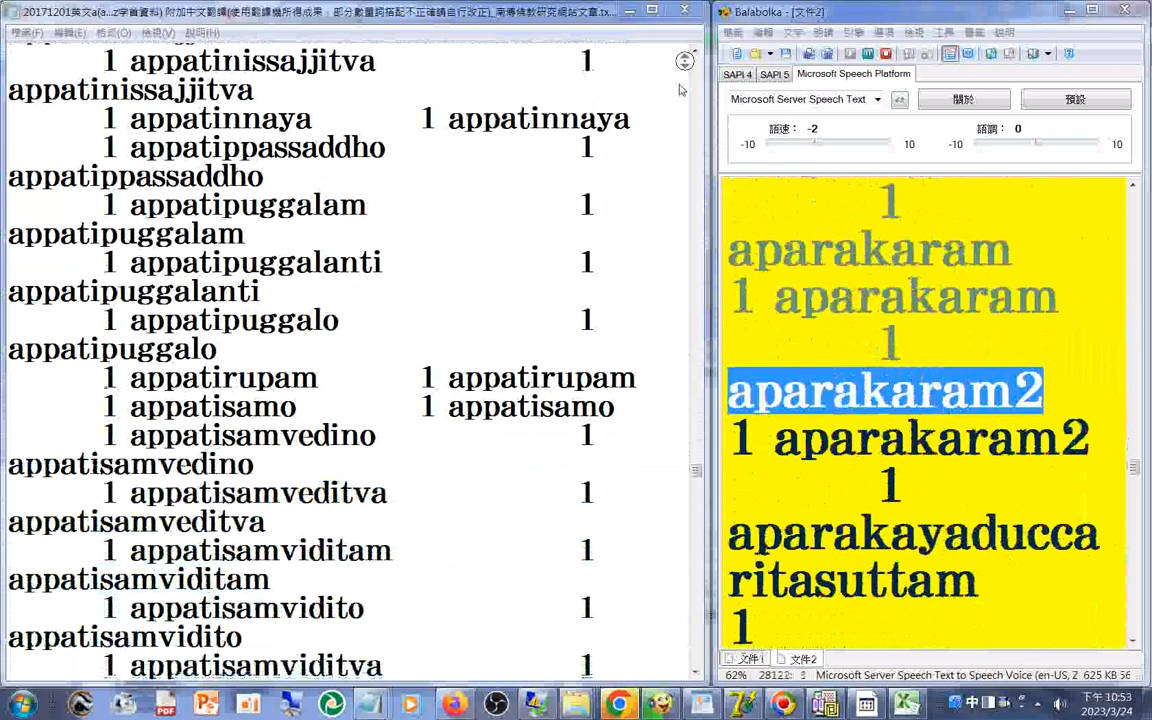 20171201英文a(a...z字首資料) 附加中文翻譯(使用翻譯機所得成果，部分數量詞搭配不正確請自行改正)_南傳佛教研究網站文章.tx...
檔案(F) 編輯(E) 格式(O) 檢視(V) 說明(H)
1 appatinissajjitva 1
appatinissajjitva
1 appatinnaya 1 appatinnaya
1 appatippassaddho 1
appatippassaddho
1 appatipuggalam 1
appatipuggalam
1 appatipuggalanti 1
appatipuggalanti
1 appatipuggalo 1
appatipuggalo
1 appatirupam 1 appatirupam
1 appatisamo 1 appatisamo
1 appatisamvedino 1
appatisamvedino
1 appatisamveditva 1
appatisamveditva
1 appatisamviditam 1
appatisamviditam
1 appatisamvidito 1
appatisamvidito
1 appatisamviditva 1
Balabolka - [文件2]
SAPI 4 SAPI 5 Microsoft Speech Platform
Microsoft Server Speech Text 關於 預設
語速： -2 語調： 0
-10 10 -10 10
1
aparakaram
1 aparakaram
1
aparakaram2
1 aparakaram2
1
aparakayaducca
ritasuttam
1
文件1 文件2
62% Microsoft Server Speech Text to Speech Voice (en-US, Z 625 KB
中
下午 10:53
2023/3/24